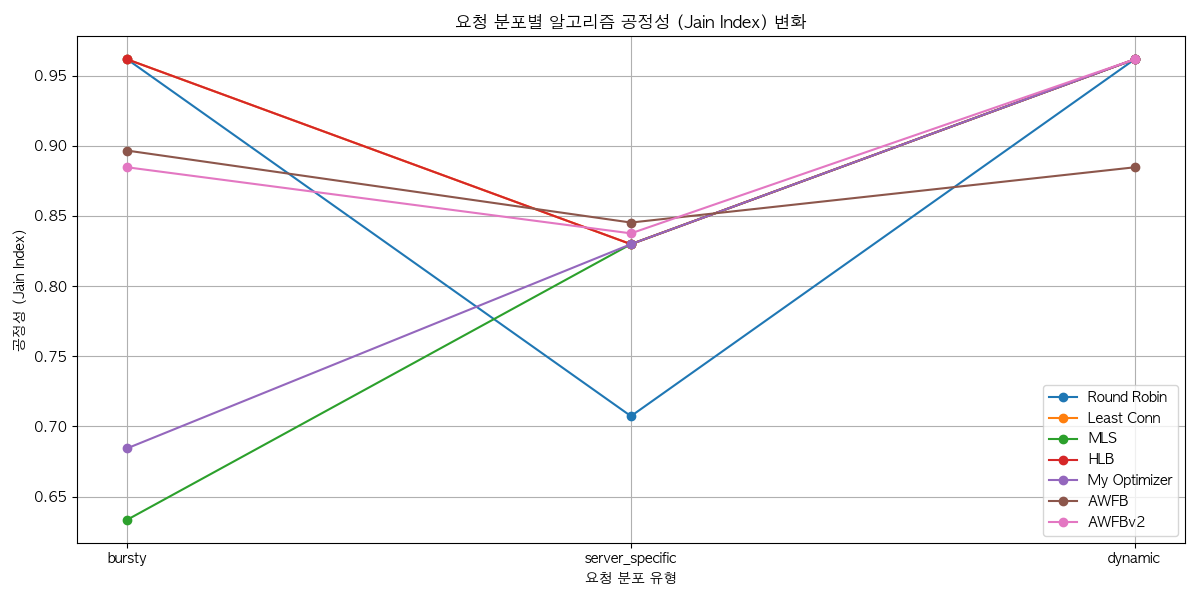 요청 분포별 알고리즘 공정성 (Jain Index) 변화
공정성 (Jain Index)
0.95
0.90
0.85
0.80
0.75
0.70
0.65
bursty
server_specific
dynamic
요청 분포 유형
Round Robin
Least Conn
MLS
HLB
My Optimizer
AWFB
AWFBv2